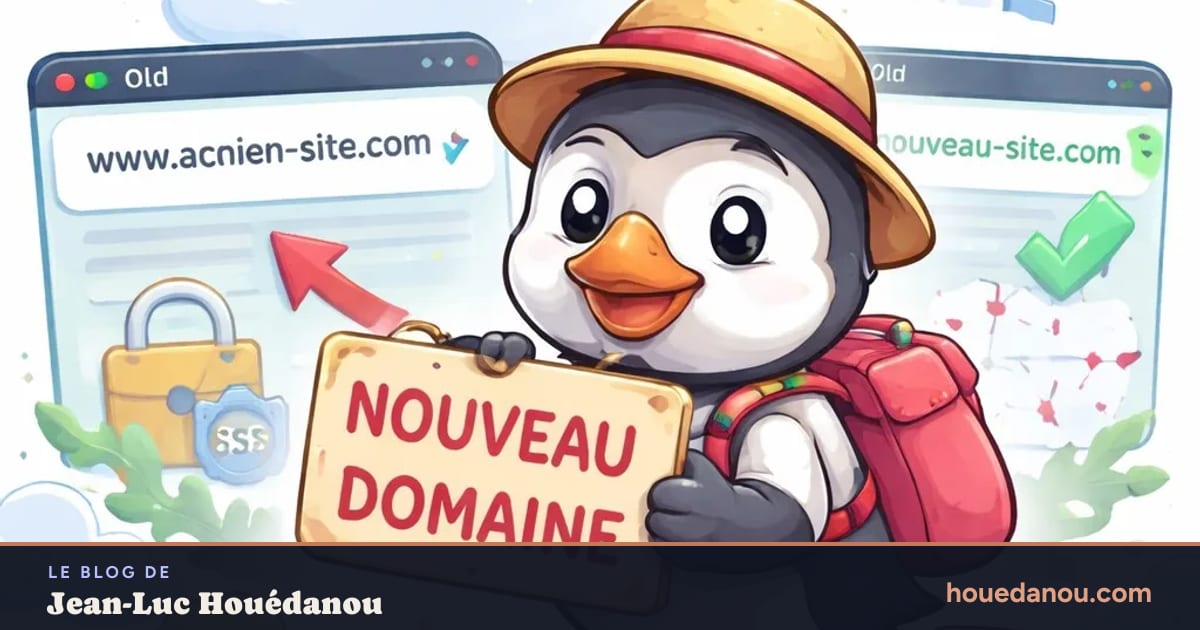 Old
www.acnien-site.com
Old
nouveau-site.com
NOUVEAU
DOMAINE
LE BLOG DE
Jean-Luc Houédanou
houedanou.com